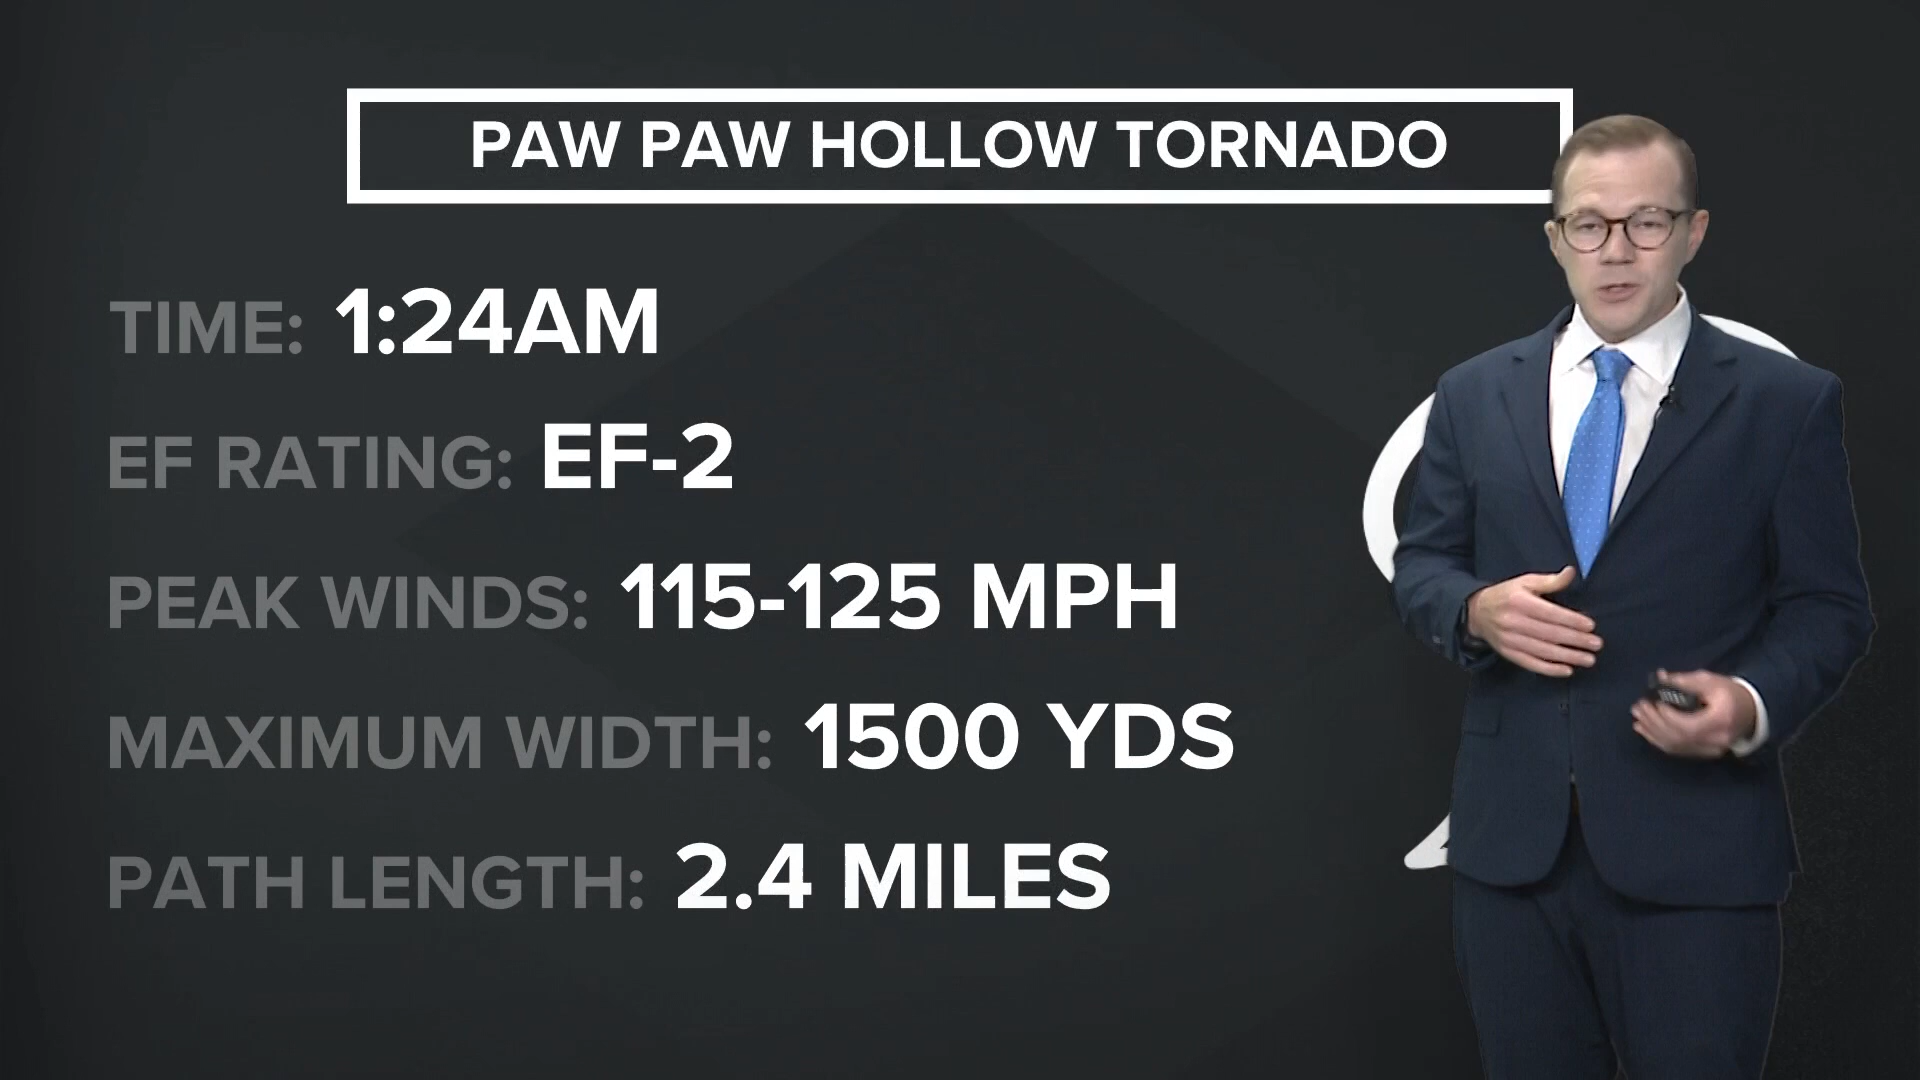 PAW PAW HOLLOW TORNADO
TIME: 1:24AM
EF RATING: EF-2
PEAK WINDS: 115-125 MPH
MAXIMUM WIDTH: 1500 YDS
PATH LENGTH: 2.4 MILES